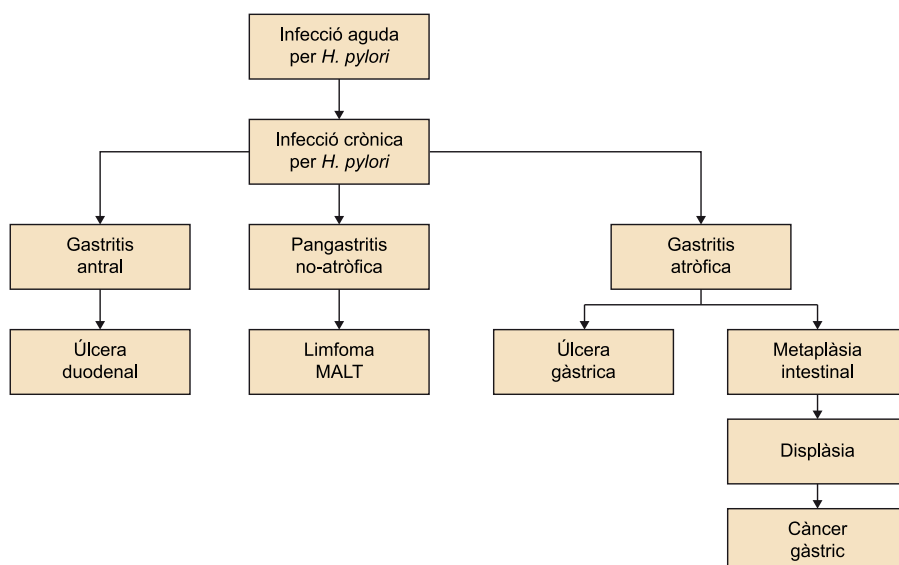 Infecció aguda
per H. pylori
Infecció crònica
per H. pylori
Gastritis
antral
Pangastritis
no-atròfica
Gastritis
atròfica
Úlcera
duodenal
Limfoma
MALT
Úlcera
gàstrica
Metaplàsia
intestinal
Displàsia
Càncer
gàstric